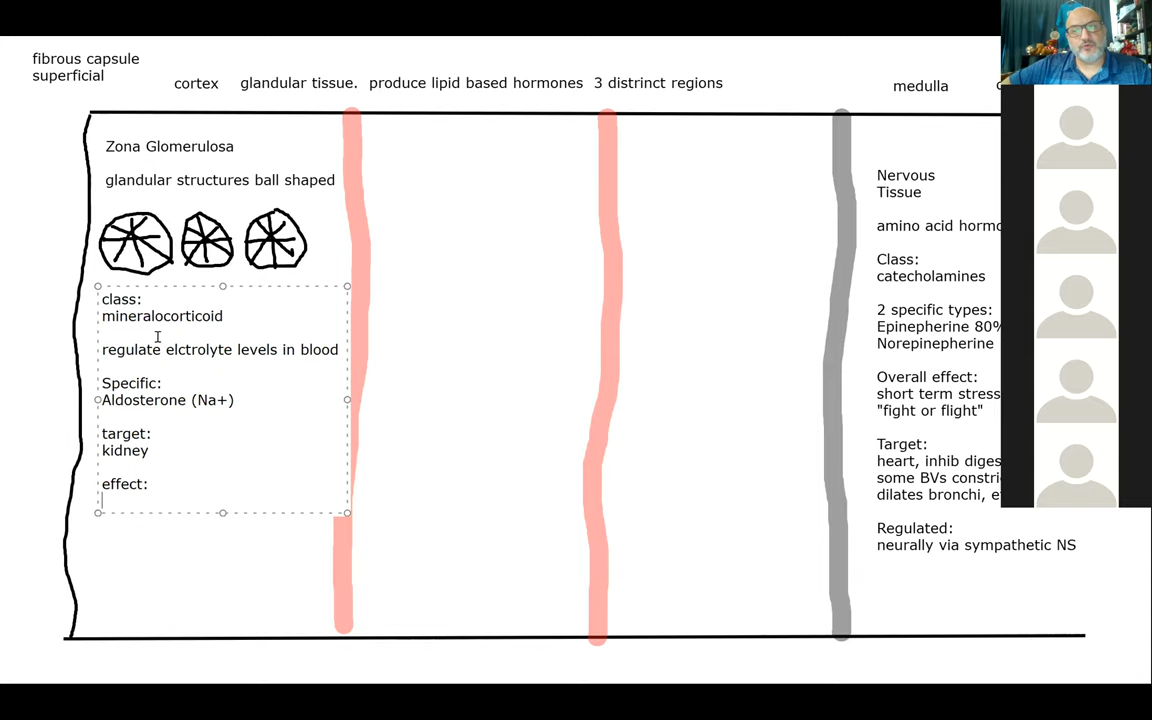 fibrous capsule
superficial
cortex glandular tissue. produce lipid based hormones 3 distrinct regions
medulla
Zona Glomerulosa
glandular structures ball shaped
class:
mineralocorticoid
regulate elctrolyte levels in blood
Specific:
Aldosterone (Na+)
target:
kidney
effect:
Nervous
Tissue
amino acid hormo
Class:
catecholamines
2 specific types:
Epinepherine 80%
Norepinepherine
Overall effect:
short term stress
"fight or flight"
Target:
heart, inhib diges
some BVs constri
dilates bronchi, e
Regulated:
neurally via sympathetic NS